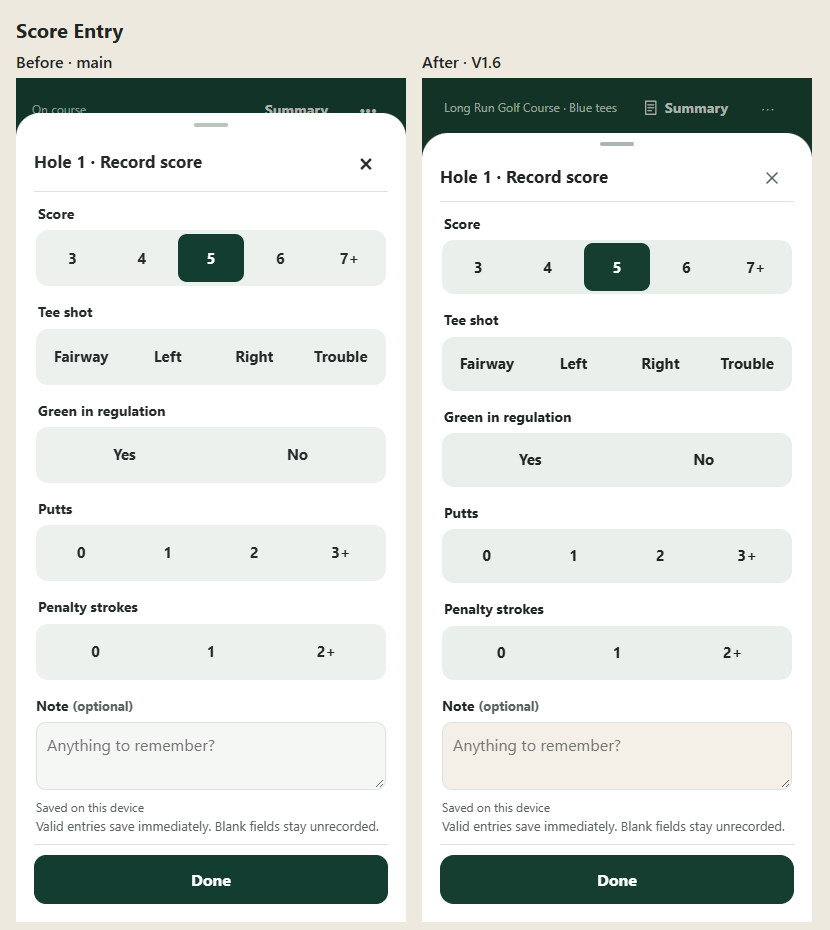 Score Entry
Before · main
On course Summary •••
Hole 1 · Record score ×
Score
3 4 5 6 7+
Tee shot
Fairway Left Right Trouble
Green in regulation
Yes No
Putts
0 1 2 3+
Penalty strokes
0 1 2+
Note (optional)
Anything to remember?
Saved on this device
Valid entries save immediately. Blank fields stay unrecorded.
Done
After · V1.6
Long Run Golf Course · Blue tees Summary ···
Hole 1 · Record score ×
Score
3 4 5 6 7+
Tee shot
Fairway Left Right Trouble
Green in regulation
Yes No
Putts
0 1 2 3+
Penalty strokes
0 1 2+
Note (optional)
Anything to remember?
Saved on this device
Valid entries save immediately. Blank fields stay unrecorded.
Done